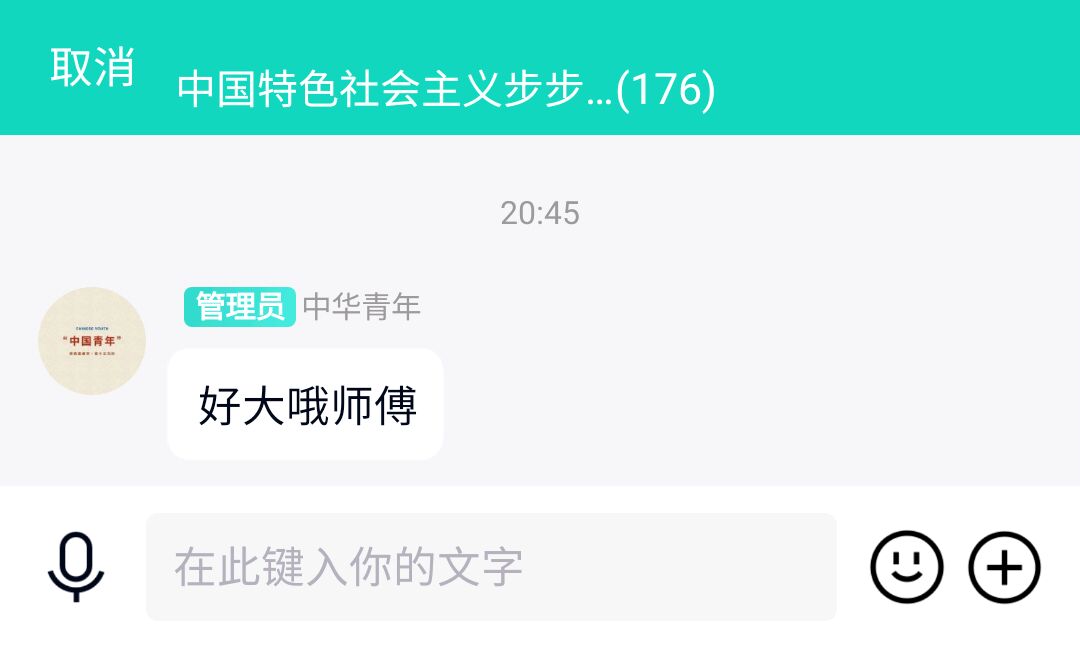 取消
中国特色社会主义步步...(176)
20:45
管理员 中华青年
CHINESE YOUTH
“中国青年”
好大哦师傅
在此键入你的文字